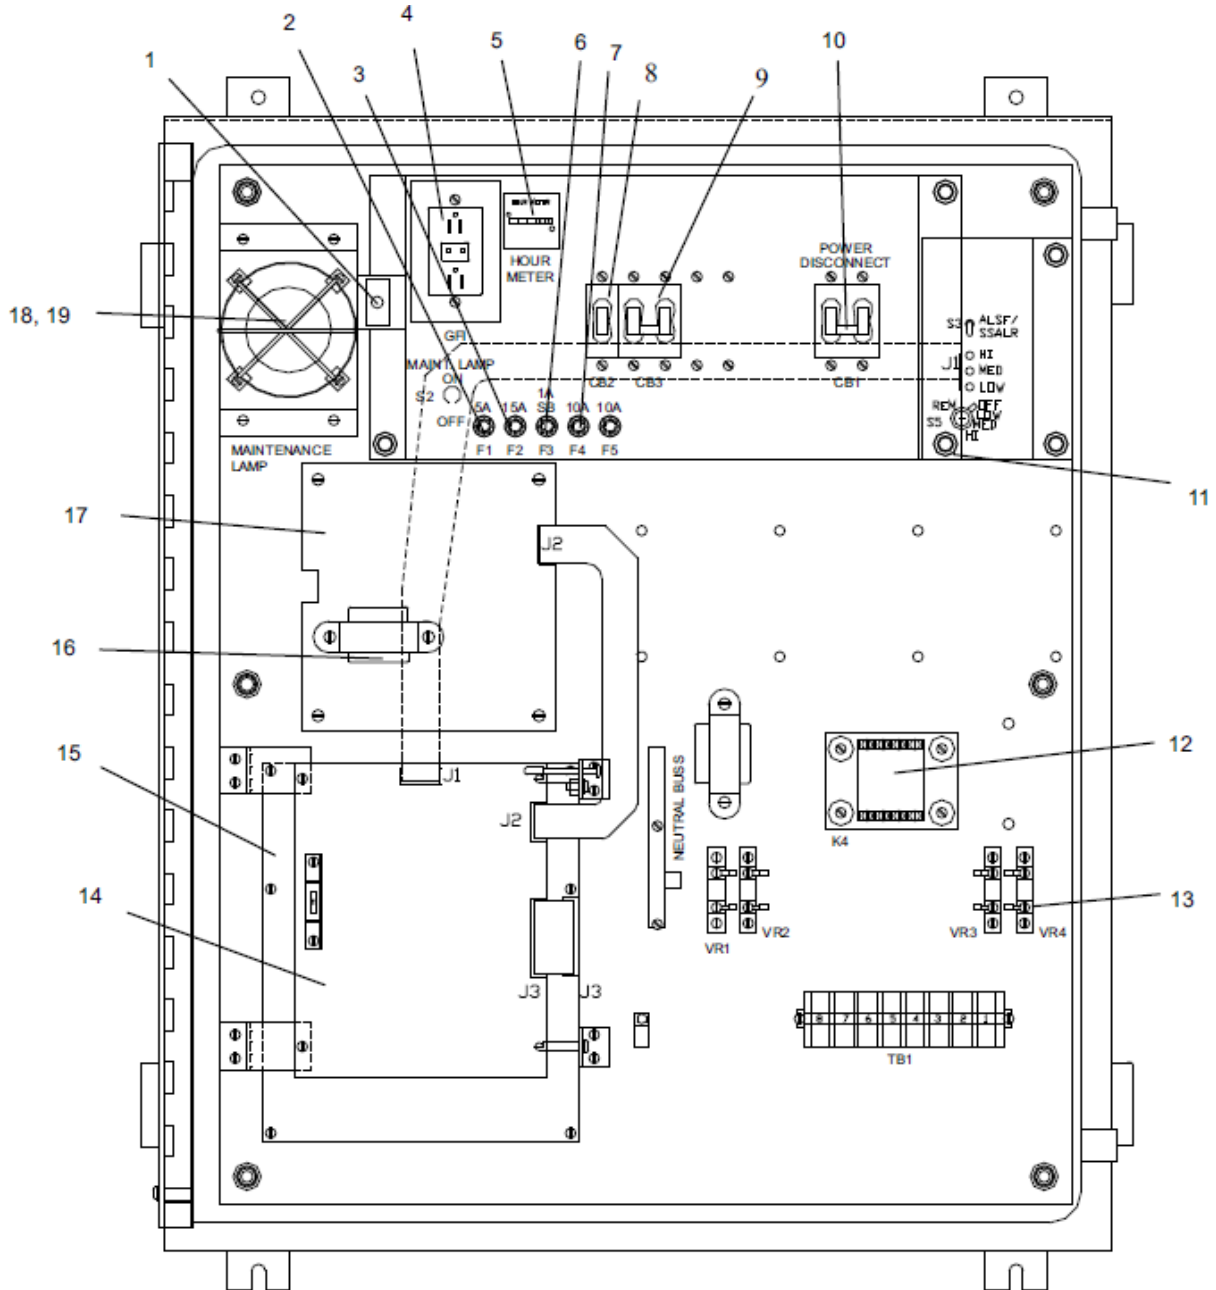 2
4
5
6
7
1
3
8
9
10
HOUR METER
HOUR
METER
POWER
DISCONNECT
18, 19
GFI
S3
ALSF/
SSALR
J1
HI
MED
LOW
MAINT. LAMP
ON
S2
OFF
CB2
CB3
CB1
5A
15A
1A
SB
10A
10A
F1
F2
F3
F4
F5
REM
OFF
LOW
MED
HI
S5
MAINTENANCE
LAMP
11
17
J2
16
15
J1
J2
NEUTRAL BUSS
12
K4
14
13
VR1
VR2
VR3
VR4
J3
J3
8 7 6 5 4 3 2 1
TB1